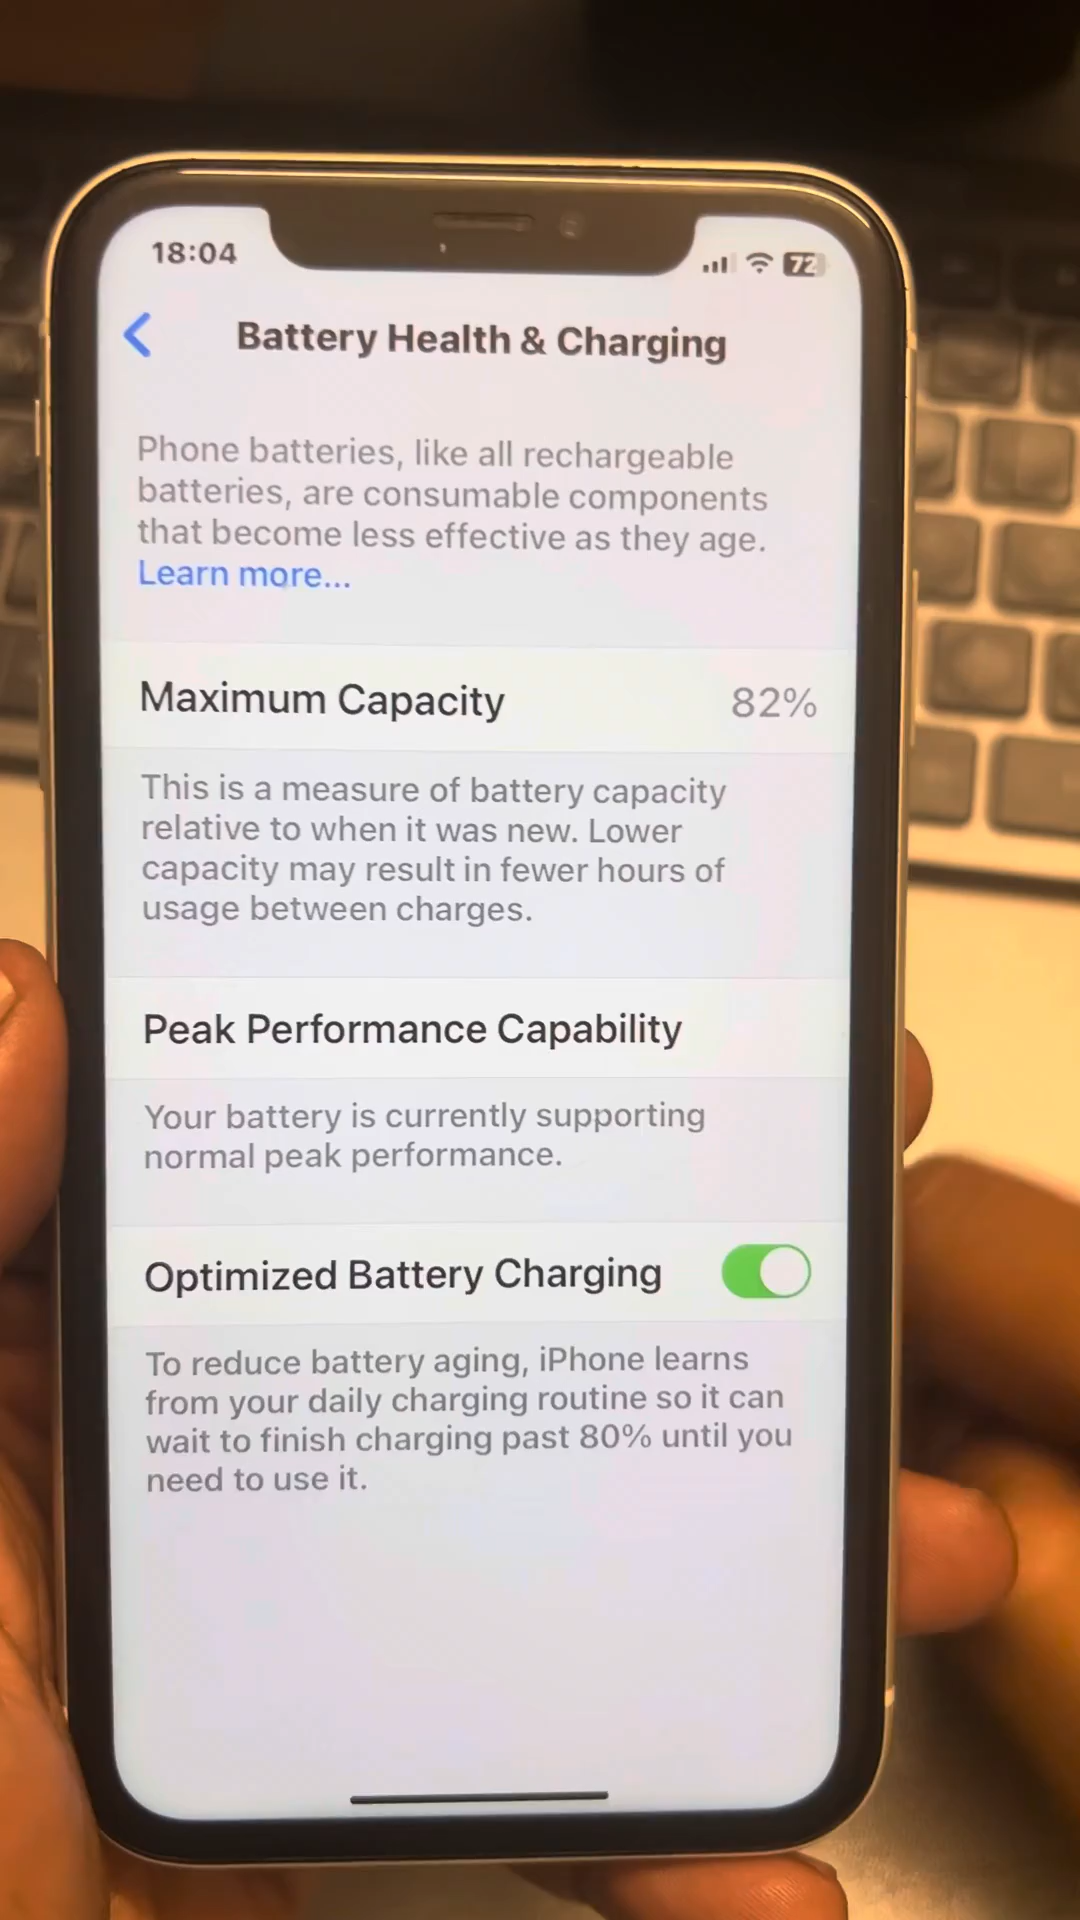 18:04
72
Battery Health & Charging
Phone batteries, like all rechargeable
batteries, are consumable components
that become less effective as they age.
Learn more...
Maximum Capacity 82%
This is a measure of battery capacity
relative to when it was new. Lower
capacity may result in fewer hours of
usage between charges.
Peak Performance Capability
Your battery is currently supporting
normal peak performance.
Optimized Battery Charging
To reduce battery aging, iPhone learns
from your daily charging routine so it can
wait to finish charging past 80% until you
need to use it.